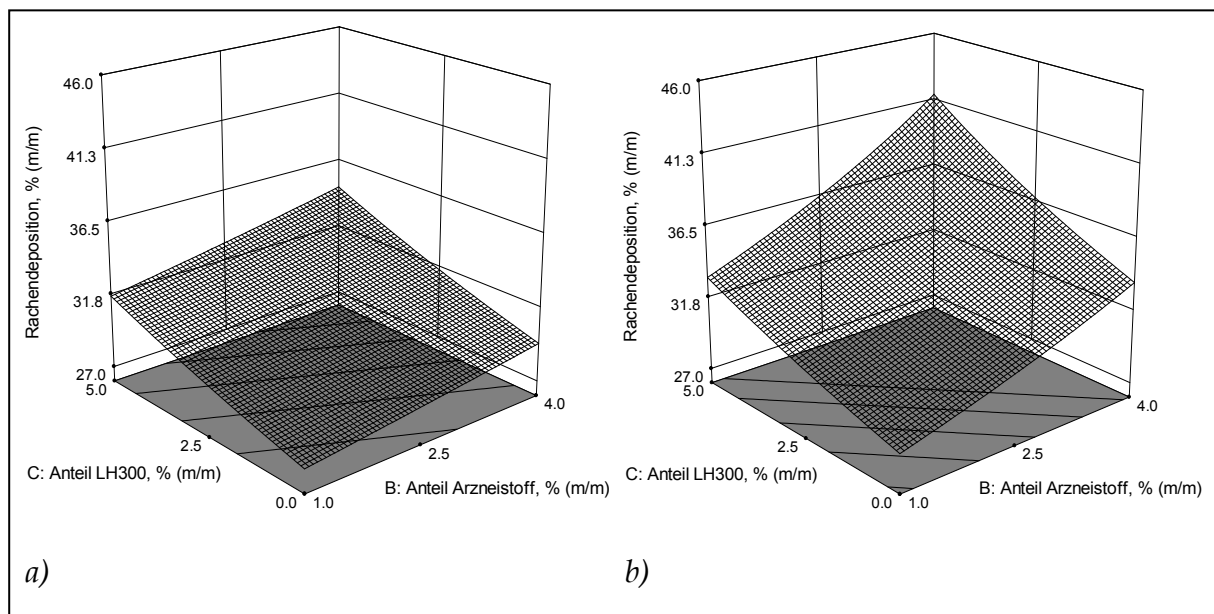 46.0
41.3
36.5
31.8
27.0
Rachendeposition, % (m/m)
5.0
2.5
0.0
C: Anteil LH300, % (m/m)
1.0
2.5
4.0
B: Anteil Arzneistoff, % (m/m)
a)
46.0
41.3
36.5
31.8
27.0
Rachendeposition, % (m/m)
5.0
2.5
0.0
C: Anteil LH300, % (m/m)
1.0
2.5
4.0
B: Anteil Arzneistoff, % (m/m)
b)